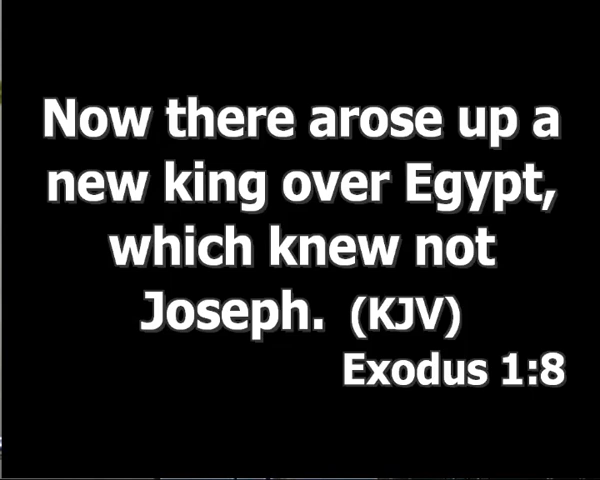 Now there arose up a
new king over Egypt,
which knew not
Joseph. (KJV)
Exodus 1:8